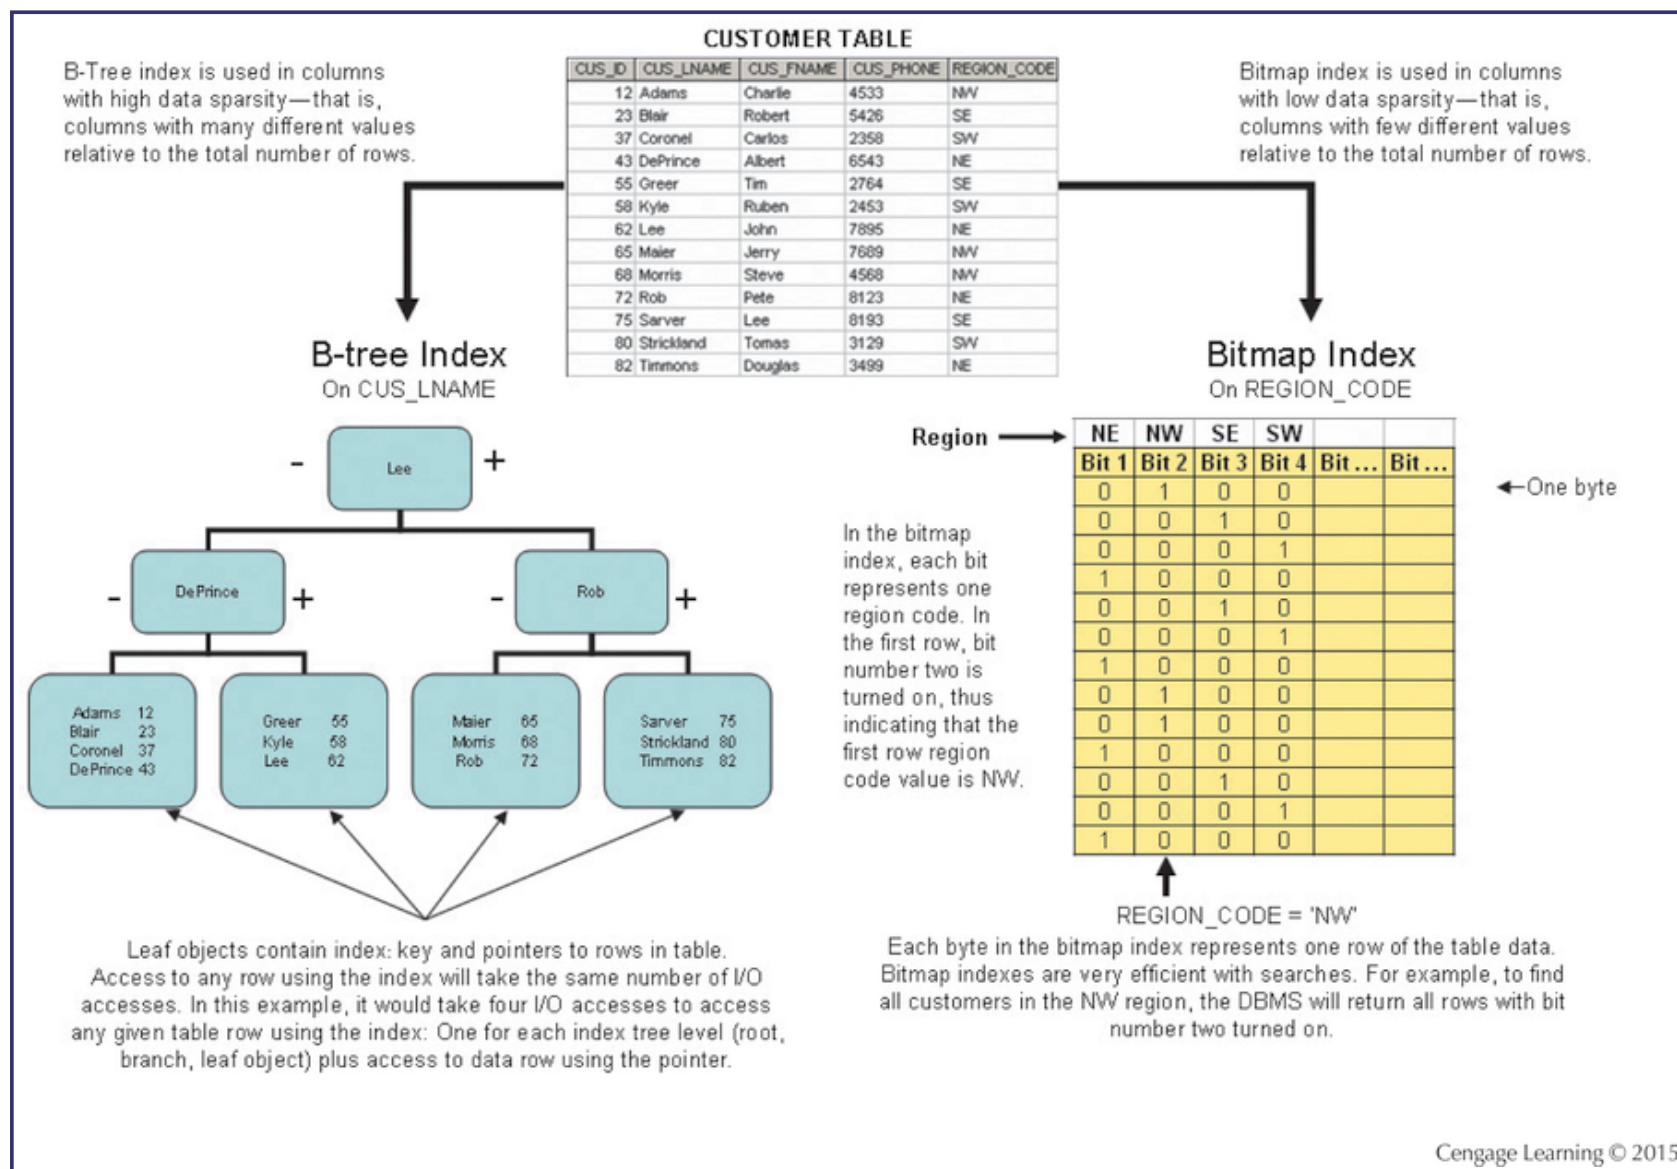 CUSTOMER TABLE
B-Tree index is used in columns
with high data sparsity—that is,
columns with many different values
relative to the total number of rows.
CUS_ID CUS_LNAME CUS_FNAME CUS_PHONE REGION_CODE
12 Adams Charlie 4533 NW
23 Blair Robert 5426 SE
37 Coronel Carlos 2358 SW
43 DePrince Albert 6543 NE
55 Greer Tim 2764 SE
58 Kyle Ruben 2453 SW
62 Lee John 7895 NE
65 Maier Jerry 7689 NW
68 Morris Steve 4568 NW
72 Rob Pete 8123 NE
75 Sarver Lee 8193 SE
80 Strickland Tomas 3129 SW
82 Timmons Douglas 3499 NE
Bitmap index is used in columns
with low data sparsity—that is,
columns with few different values
relative to the total number of rows.
B-tree Index
On CUS_LNAME
- Lee +
- DePrince +
- Rob +
Adams 12
Blair 23
Coronel 37
DePrince 43
Greer 55
Kyle 58
Lee 62
Maier 65
Morris 68
Rob 72
Sarver 75
Strickland 80
Timmons 82
Leaf objects contain index: key and pointers to rows in table.
Access to any row using the index will take the same number of I/O
accesses. In this example, it would take four I/O accesses to access
any given table row using the index: One for each index tree level (root,
branch, leaf object) plus access to data row using the pointer.
Bitmap Index
On REGION_CODE
Region
NE NW SE SW
Bit 1 Bit 2 Bit 3 Bit 4 Bit ... Bit ...
0 1 0 0
0 0 1 0
0 0 0 1
1 0 0 0
0 0 1 0
0 0 0 1
1 0 0 0
0 1 0 0
0 1 0 0
1 0 0 0
0 0 1 0
0 0 0 1
1 0 0 0
One byte
In the bitmap
index, each bit
represents one
region code. In
the first row, bit
number two is
turned on, thus
indicating that the
first row region
code value is NW.
REGION_CODE = 'NW'
Each byte in the bitmap index represents one row of the table data.
Bitmap indexes are very efficient with searches. For example, to find
all customers in the NW region, the DBMS will return all rows with bit
number two turned on.
Cengage Learning © 2015